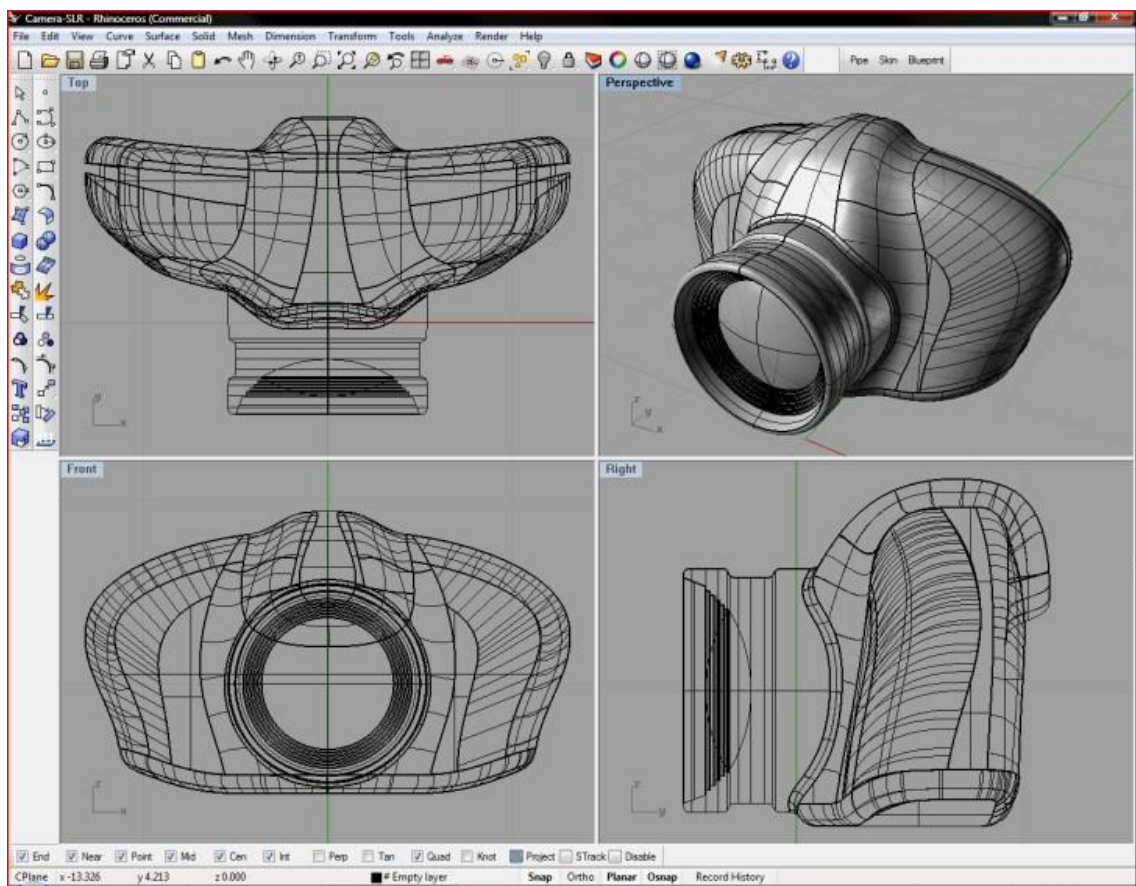 Camera-SLR - Rhinoceros (Commercial)
File Edit View Curve Surface Solid Mesh Dimension Transform Tools Analyze Render Help
Pipe Skin Blueprint
Top
Perspective
y
x
z
y
x
Front
Right
z
x
z
y
End Near Point Mid Cen Int Perp Tan Quad Knot Project STrack Disable
CPlane x -13.326 y 4.213 z 0.000 # Empty layer Snap Ortho Planar Osnap Record History